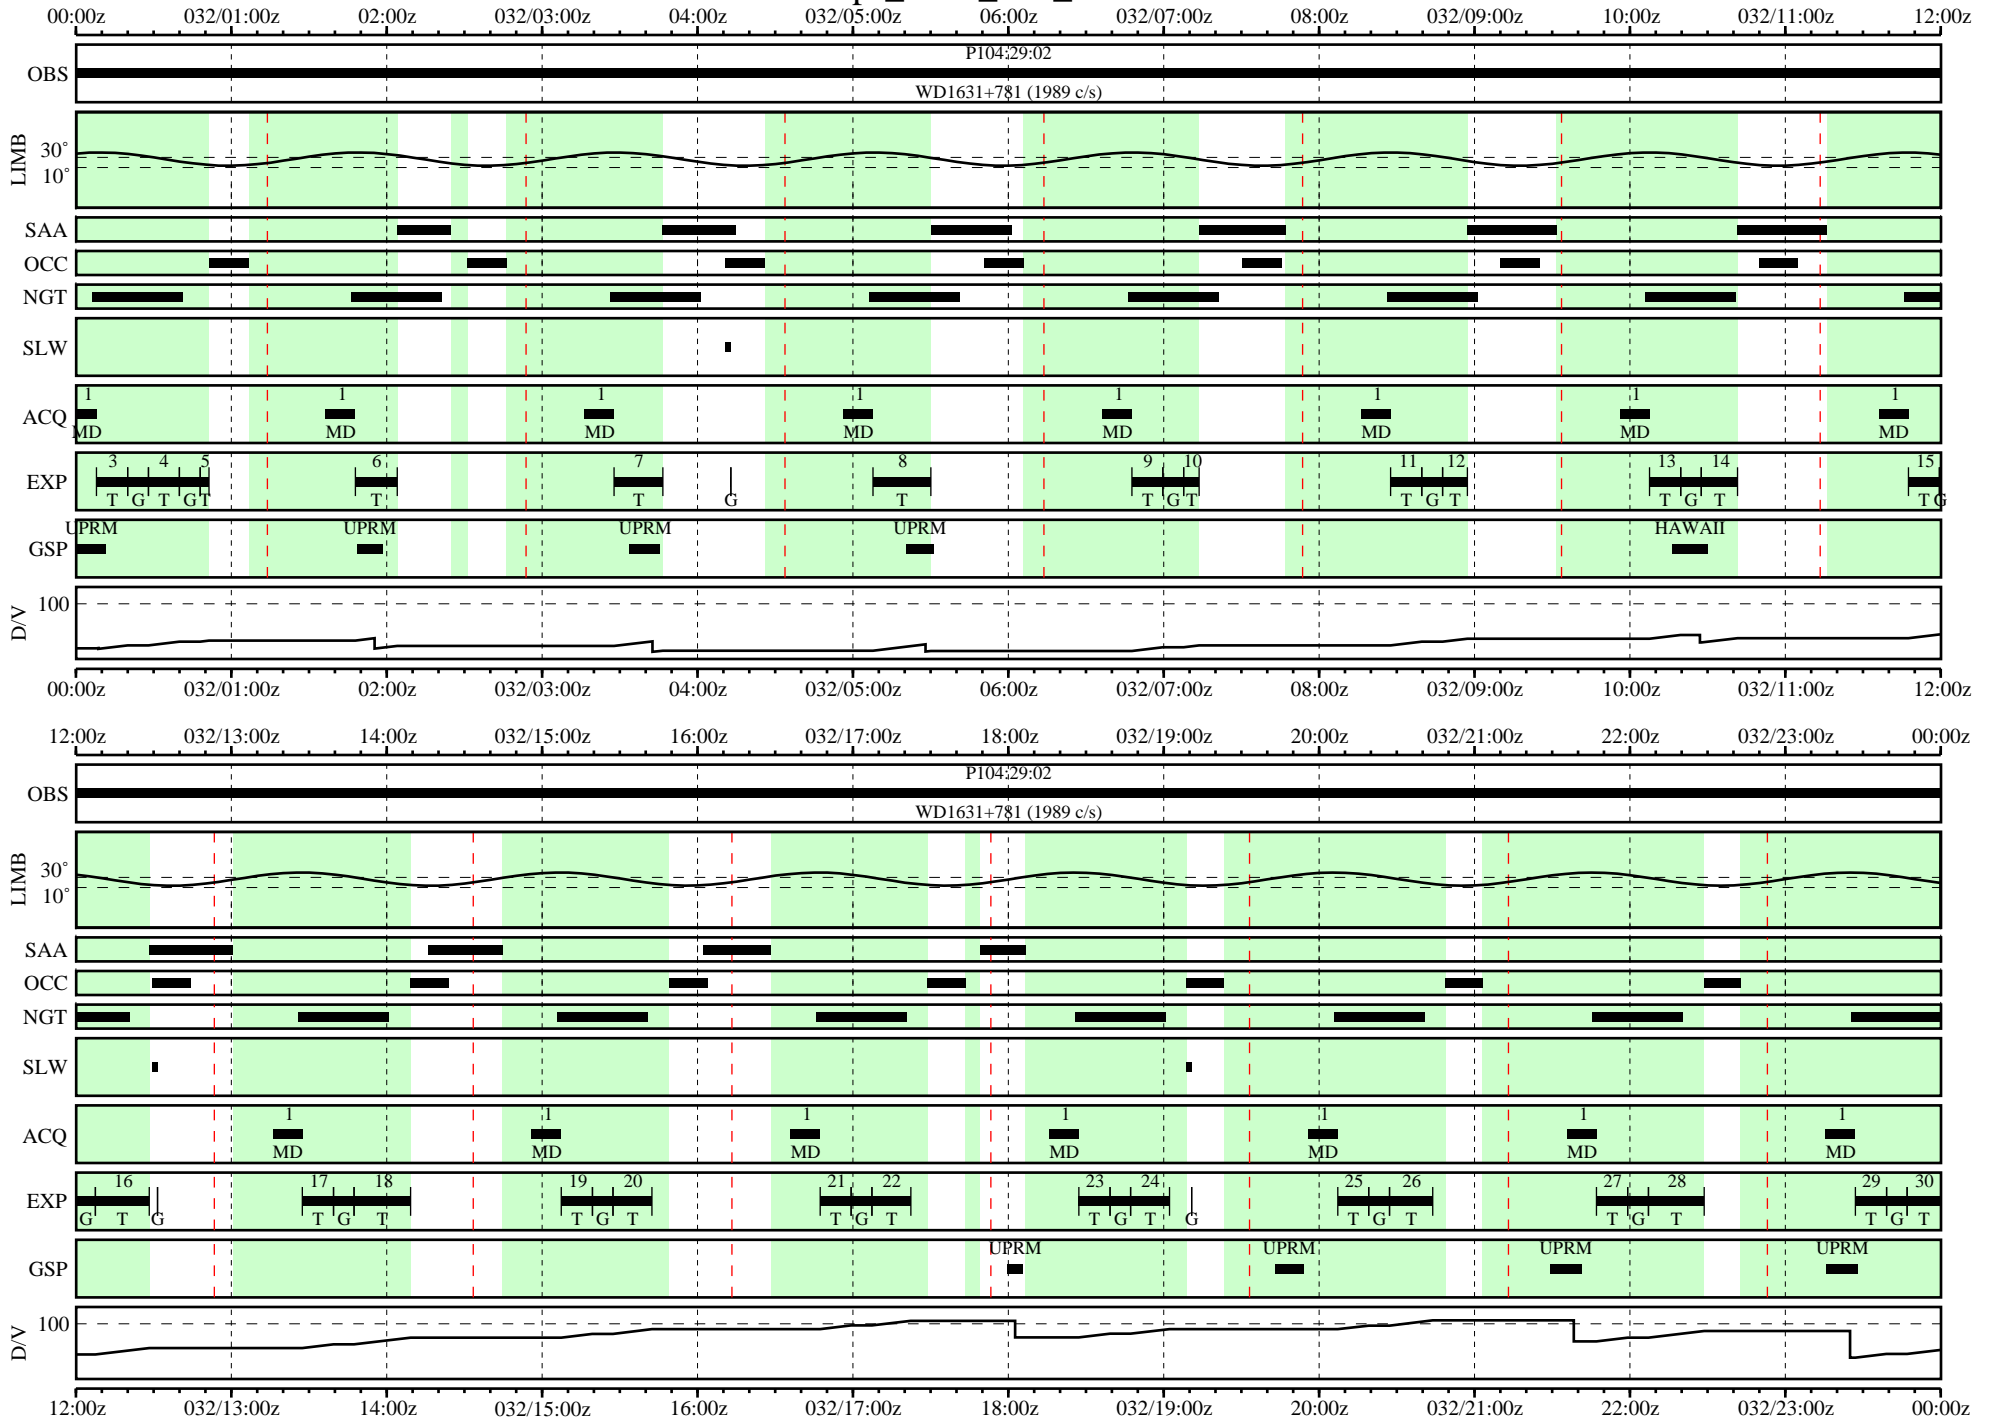 00:00z 032/01:00z 02:00z 032/03:00z 04:00z 032/05:00z 06:00z 032/07:00z 08:00z 032/09:00z 10:00z 032/11:00z 12:00z
P104:29:02
OBS
WD1631+781 (1989 c/s)
LIMB 30° 10°
SAA
OCC
NGT
SLW
1 1 1 1 1 1 1 1
ACQ
MD MD MD MD MD MD MD MD
3 4 5 6 7 8 9 10 11 12 13 14 15
EXP
T G T G T T T G T T G T T G T T G T T G
UPRM UPRM UPRM UPRM HAWAII
GSP
D/V 100
00:00z 032/01:00z 02:00z 032/03:00z 04:00z 032/05:00z 06:00z 032/07:00z 08:00z 032/09:00z 10:00z 032/11:00z 12:00z
12:00z 032/13:00z 14:00z 032/15:00z 16:00z 032/17:00z 18:00z 032/19:00z 20:00z 032/21:00z 22:00z 032/23:00z 00:00z
P104:29:02
OBS
WD1631+781 (1989 c/s)
LIMB 30° 10°
SAA
OCC
NGT
SLW
1 1 1 1 1 1 1
ACQ
MD MD MD MD MD MD MD
16 17 18 19 20 21 22 23 24 25 26 27 28 29 30
EXP
G T G T G T T G T T G T T G T G T G T T G T T G T
UPRM UPRM UPRM UPRM
GSP
D/V 100
12:00z 032/13:00z 14:00z 032/15:00z 16:00z 032/17:00z 18:00z 032/19:00z 20:00z 032/21:00z 22:00z 032/23:00z 00:00z